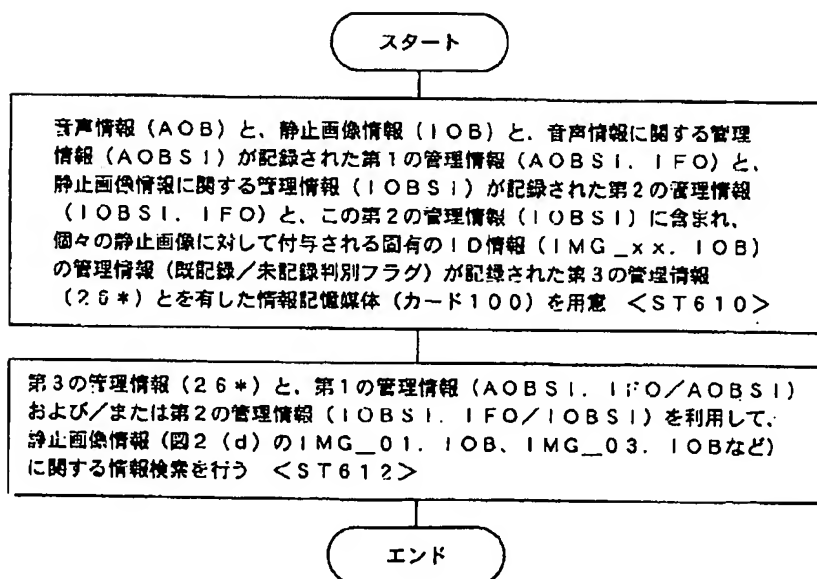 スタート
音声情報(AOB)と、静止画像情報(IOB)と、音声情報に関する管理
情報(AOBSI)が記録された第1の管理情報(AOBSI. IFO)と、
静止画像情報に関する管理情報(IOBSI)が記録された第2の管理情報
(IOBSI. IFO)と、この第2の管理情報(IOBSI)に含まれ、
個々の静止画像に対して付与される固有のID情報(IMG_xx. IOB)
の管理情報(既記録/未記録判別フラグ)が記録された第3の管理情報
(26*)とを有した情報記憶媒体(カード100)を用意 <ST610>
第3の管理情報(26*)と、第1の管理情報(AOBSI. IFO/AOBSI)
および/または第2の管理情報(IOBSI. IFO/IOBSI)を利用して、
静止画像情報(図2(d)のIMG_01. IOB、IMG_03. IOBなど)
に関する情報検索を行う <ST612>
エンド